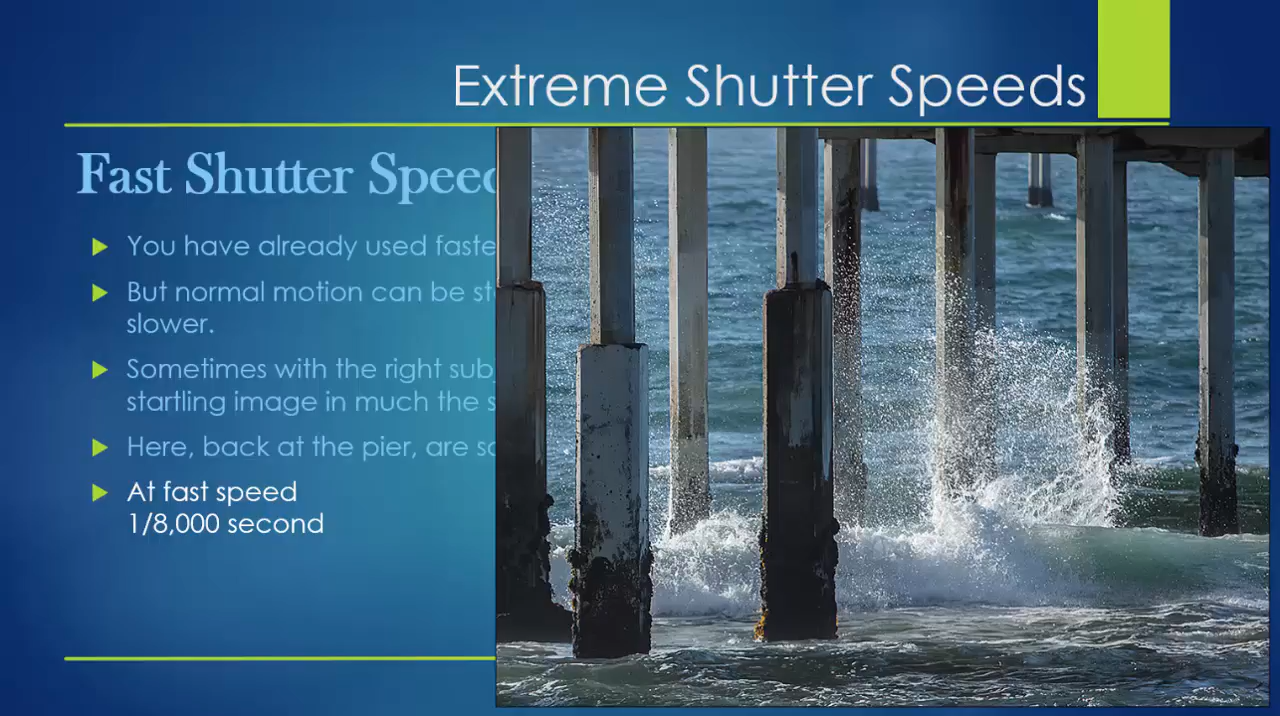 Extreme Shutter Speeds
Fast Shutter Speed
You have already used faste
But normal motion can be st
slower.
Sometimes with the right sub
startling image in much the s
Here, back at the pier, are so
At fast speed
1/8,000 second